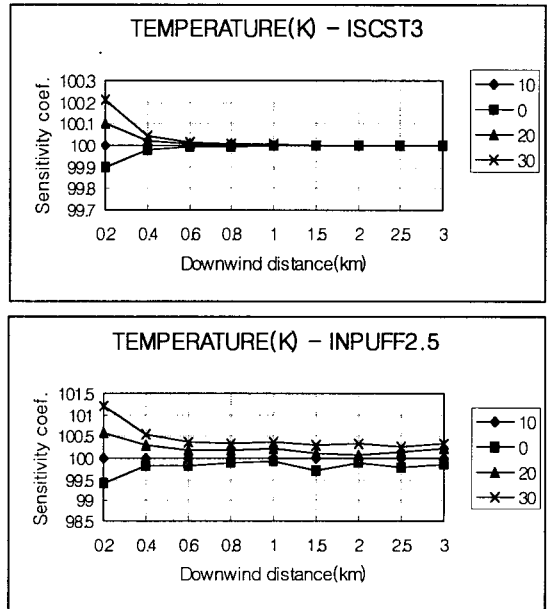 TEMPERATURE(K) - ISCST3
Sensitivity coef.
100.3
100.2
100.1
100
99.9
99.8
99.7
0.2 0.4 0.6 0.8 1 1.5 2 2.5 3
Downwind distance(km)
10
0
20
30
TEMPERATURE(K) - INPUFF2.5
Sensitivity coef.
101.5
101
100.5
100
99.5
99
98.5
0.2 0.4 0.6 0.8 1 1.5 2 2.5 3
Downwind distance(km)
10
0
20
30